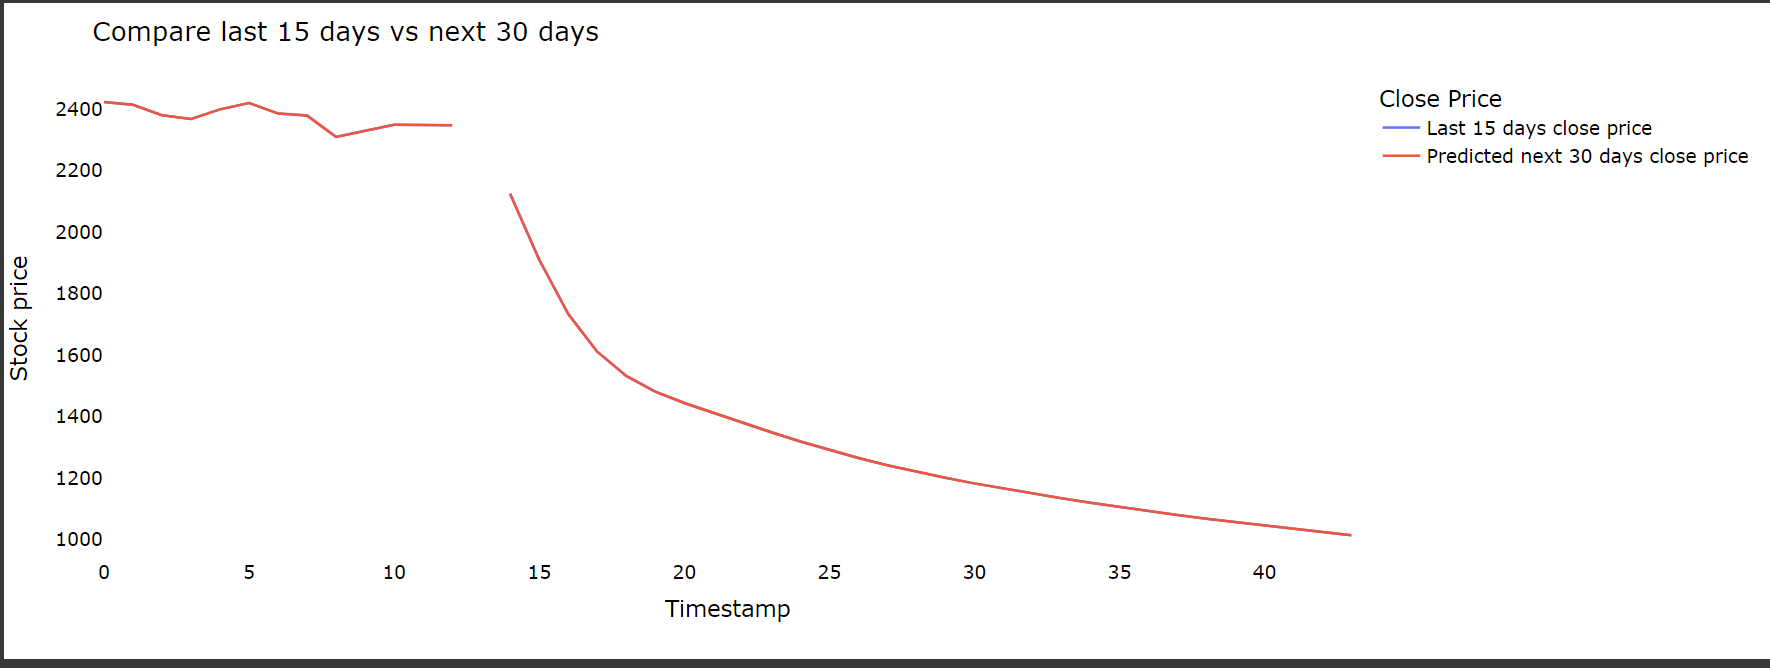 Compare last 15 days vs next 30 days
Close Price
Last 15 days close price
Predicted next 30 days close price
Stock price
2400
2200
2000
1800
1600
1400
1200
1000
0 5 10 15 20 25 30 35 40
Timestamp